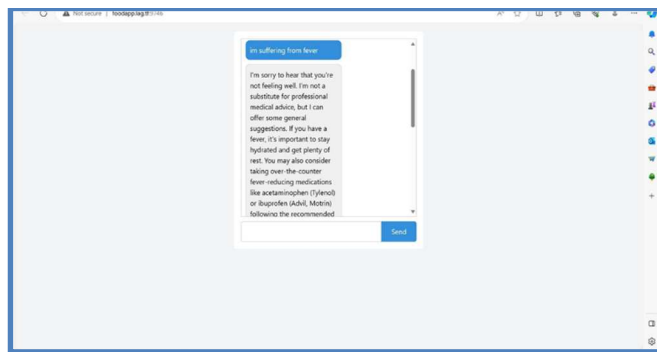 Not secure | foodapp.lag.tf:5746
im suffering from fever
I'm sorry to hear that you're
not feeling well. I'm not a
substitute for professional
medical advice, but I can
offer some general
suggestions. If you have a
fever, it's important to stay
hydrated and get plenty of
rest. You may also consider
taking over-the-counter
fever-reducing medications
like acetaminophen (Tylenol)
or ibuprofen (Advil, Motrin)
following the recommended
Send